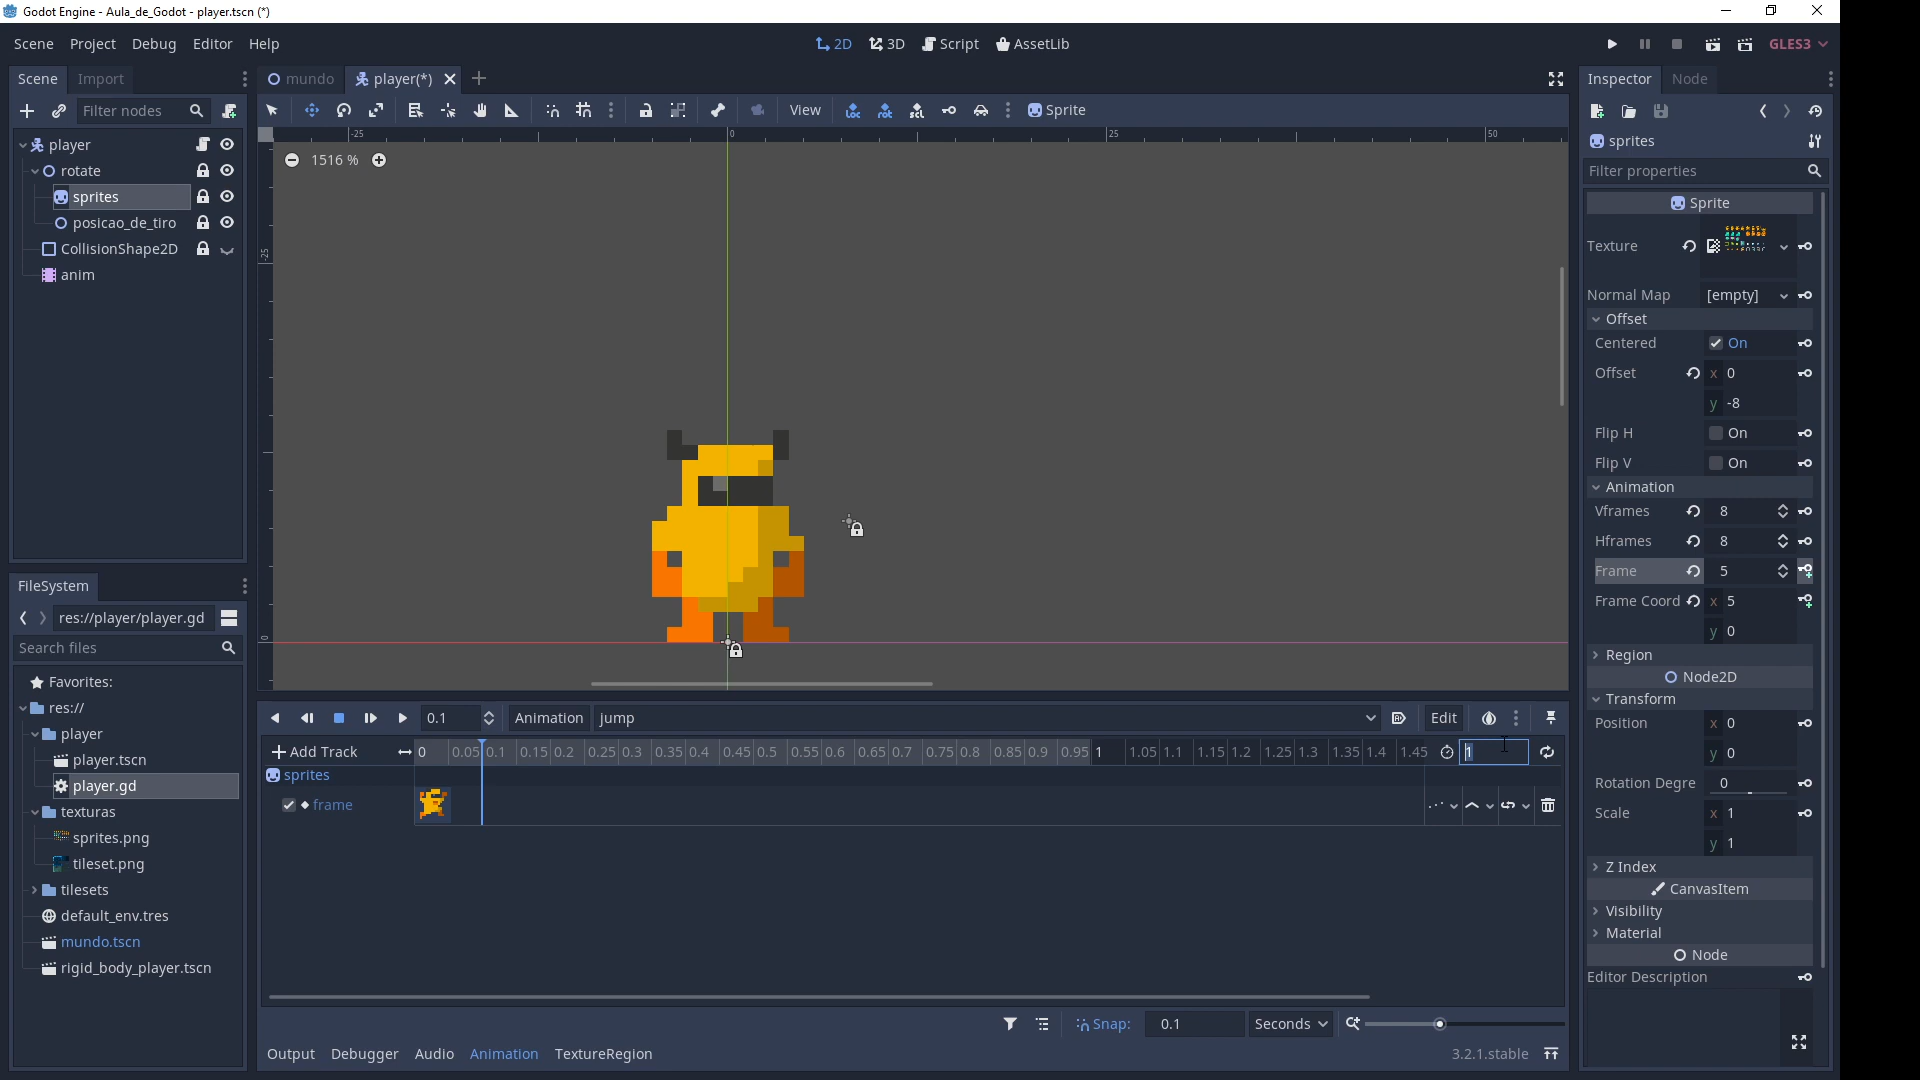 Godot Engine - Aula_de_Godot - player.tscn (*)
Scene Project Debug Editor Help
2D 3D Script AssetLib
GLES3
Scene Import
mundo player(*)
Inspector Node
Filter nodes
View
Sprite
player
rotate
sprites
posicao_de_tiro
CollisionShape2D
anim
-25 0 25 50
-25
0
1516 %
sprites
Filter properties
Sprite
Texture
Normal Map [empty]
Offset
Centered On
Offset x 0
y -8
Flip H On
Flip V On
Animation
Vframes 8
Hframes 8
Frame 5
Frame Coord x 5
y 0
Region
Node2D
Transform
Position x 0
y 0
Rotation Degre 0
Scale x 1
y 1
Z Index
CanvasItem
Visibility
Material
Node
Editor Description
FileSystem
res://player/player.gd
Search files
Favorites:
res://
player
player.tscn
player.gd
texturas
sprites.png
tileset.png
tilesets
default_env.tres
mundo.tscn
rigid_body_player.tscn
0.1 Animation jump Edit
Add Track 0 0.05 0.1 0.15 0.2 0.25 0.3 0.35 0.4 0.45 0.5 0.55 0.6 0.65 0.7 0.75 0.8 0.85 0.9 0.95 1 1.05 1.1 1.15 1.2 1.25 1.3 1.35 1.4 1.45 1
sprites
frame
Snap: 0.1 Seconds
Output Debugger Audio Animation TextureRegion 3.2.1.stable